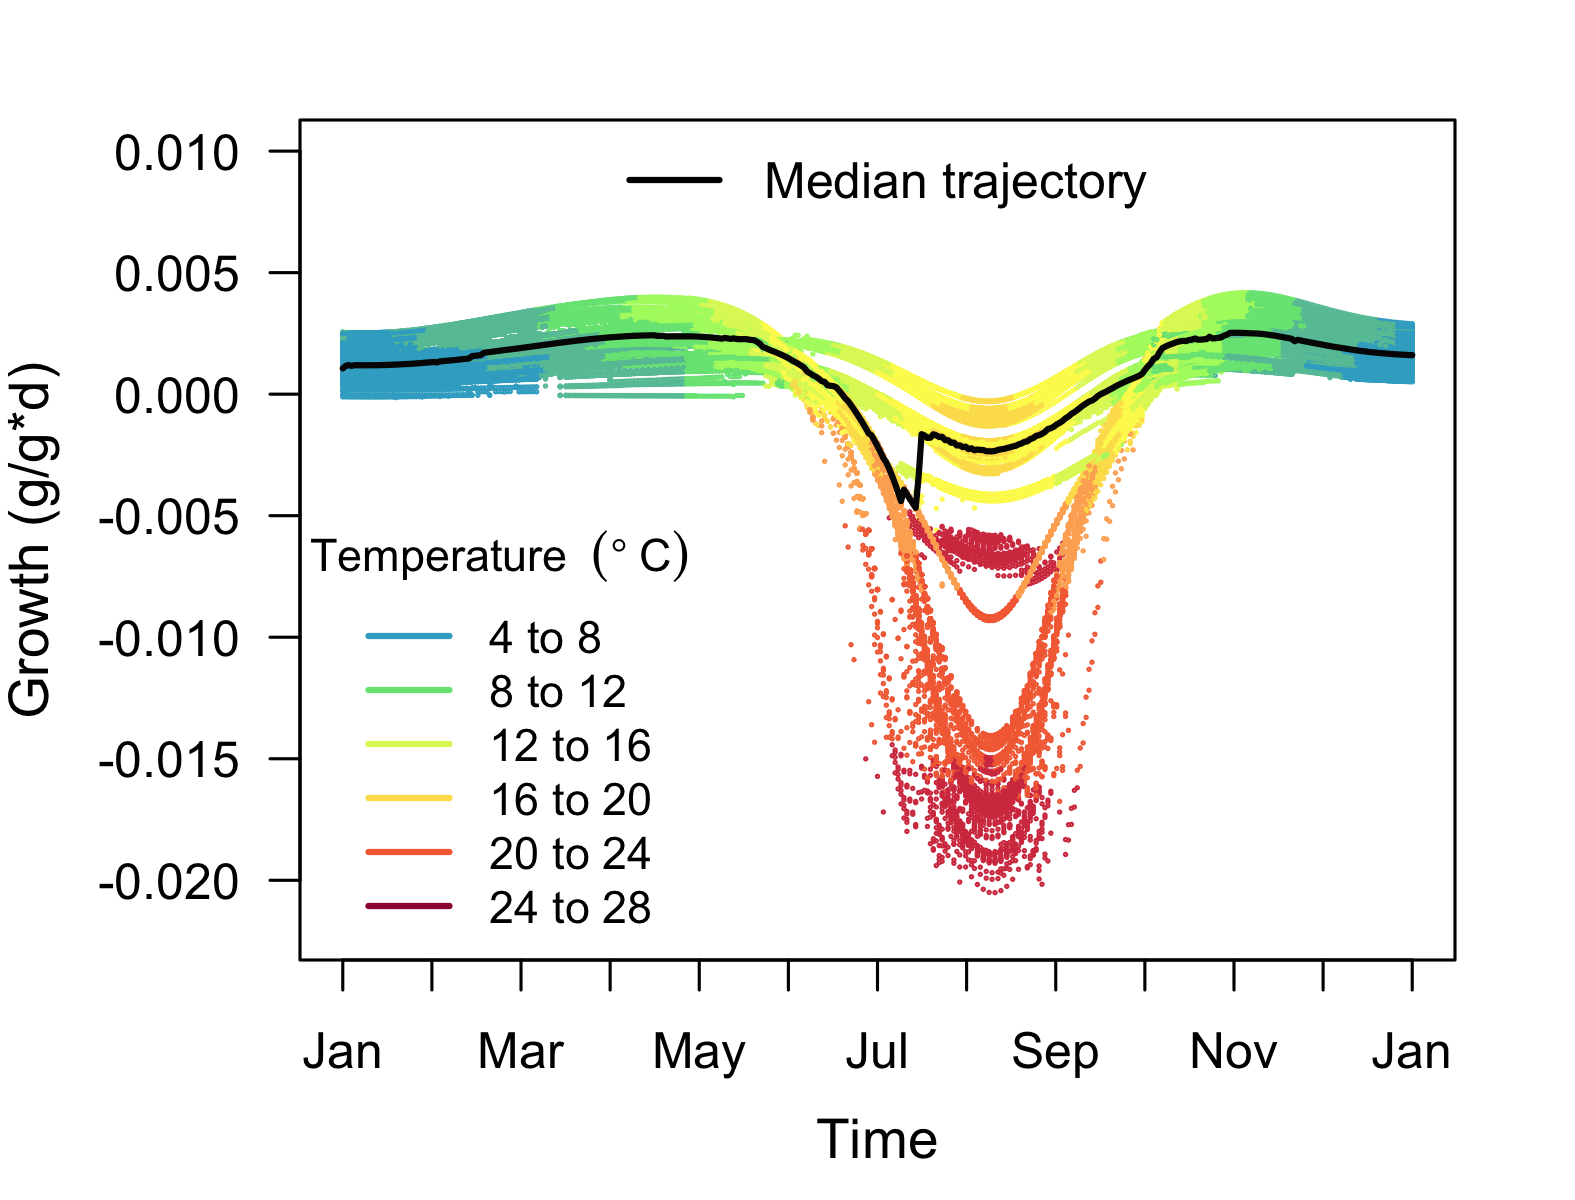 Median trajectory
0.010
0.005
0.000
-0.005
-0.010
-0.015
-0.020
Growth (g/g*d)
Temperature (° C)
4 to 8
8 to 12
12 to 16
16 to 20
20 to 24
24 to 28
Jan Mar May Jul Sep Nov Jan
Time